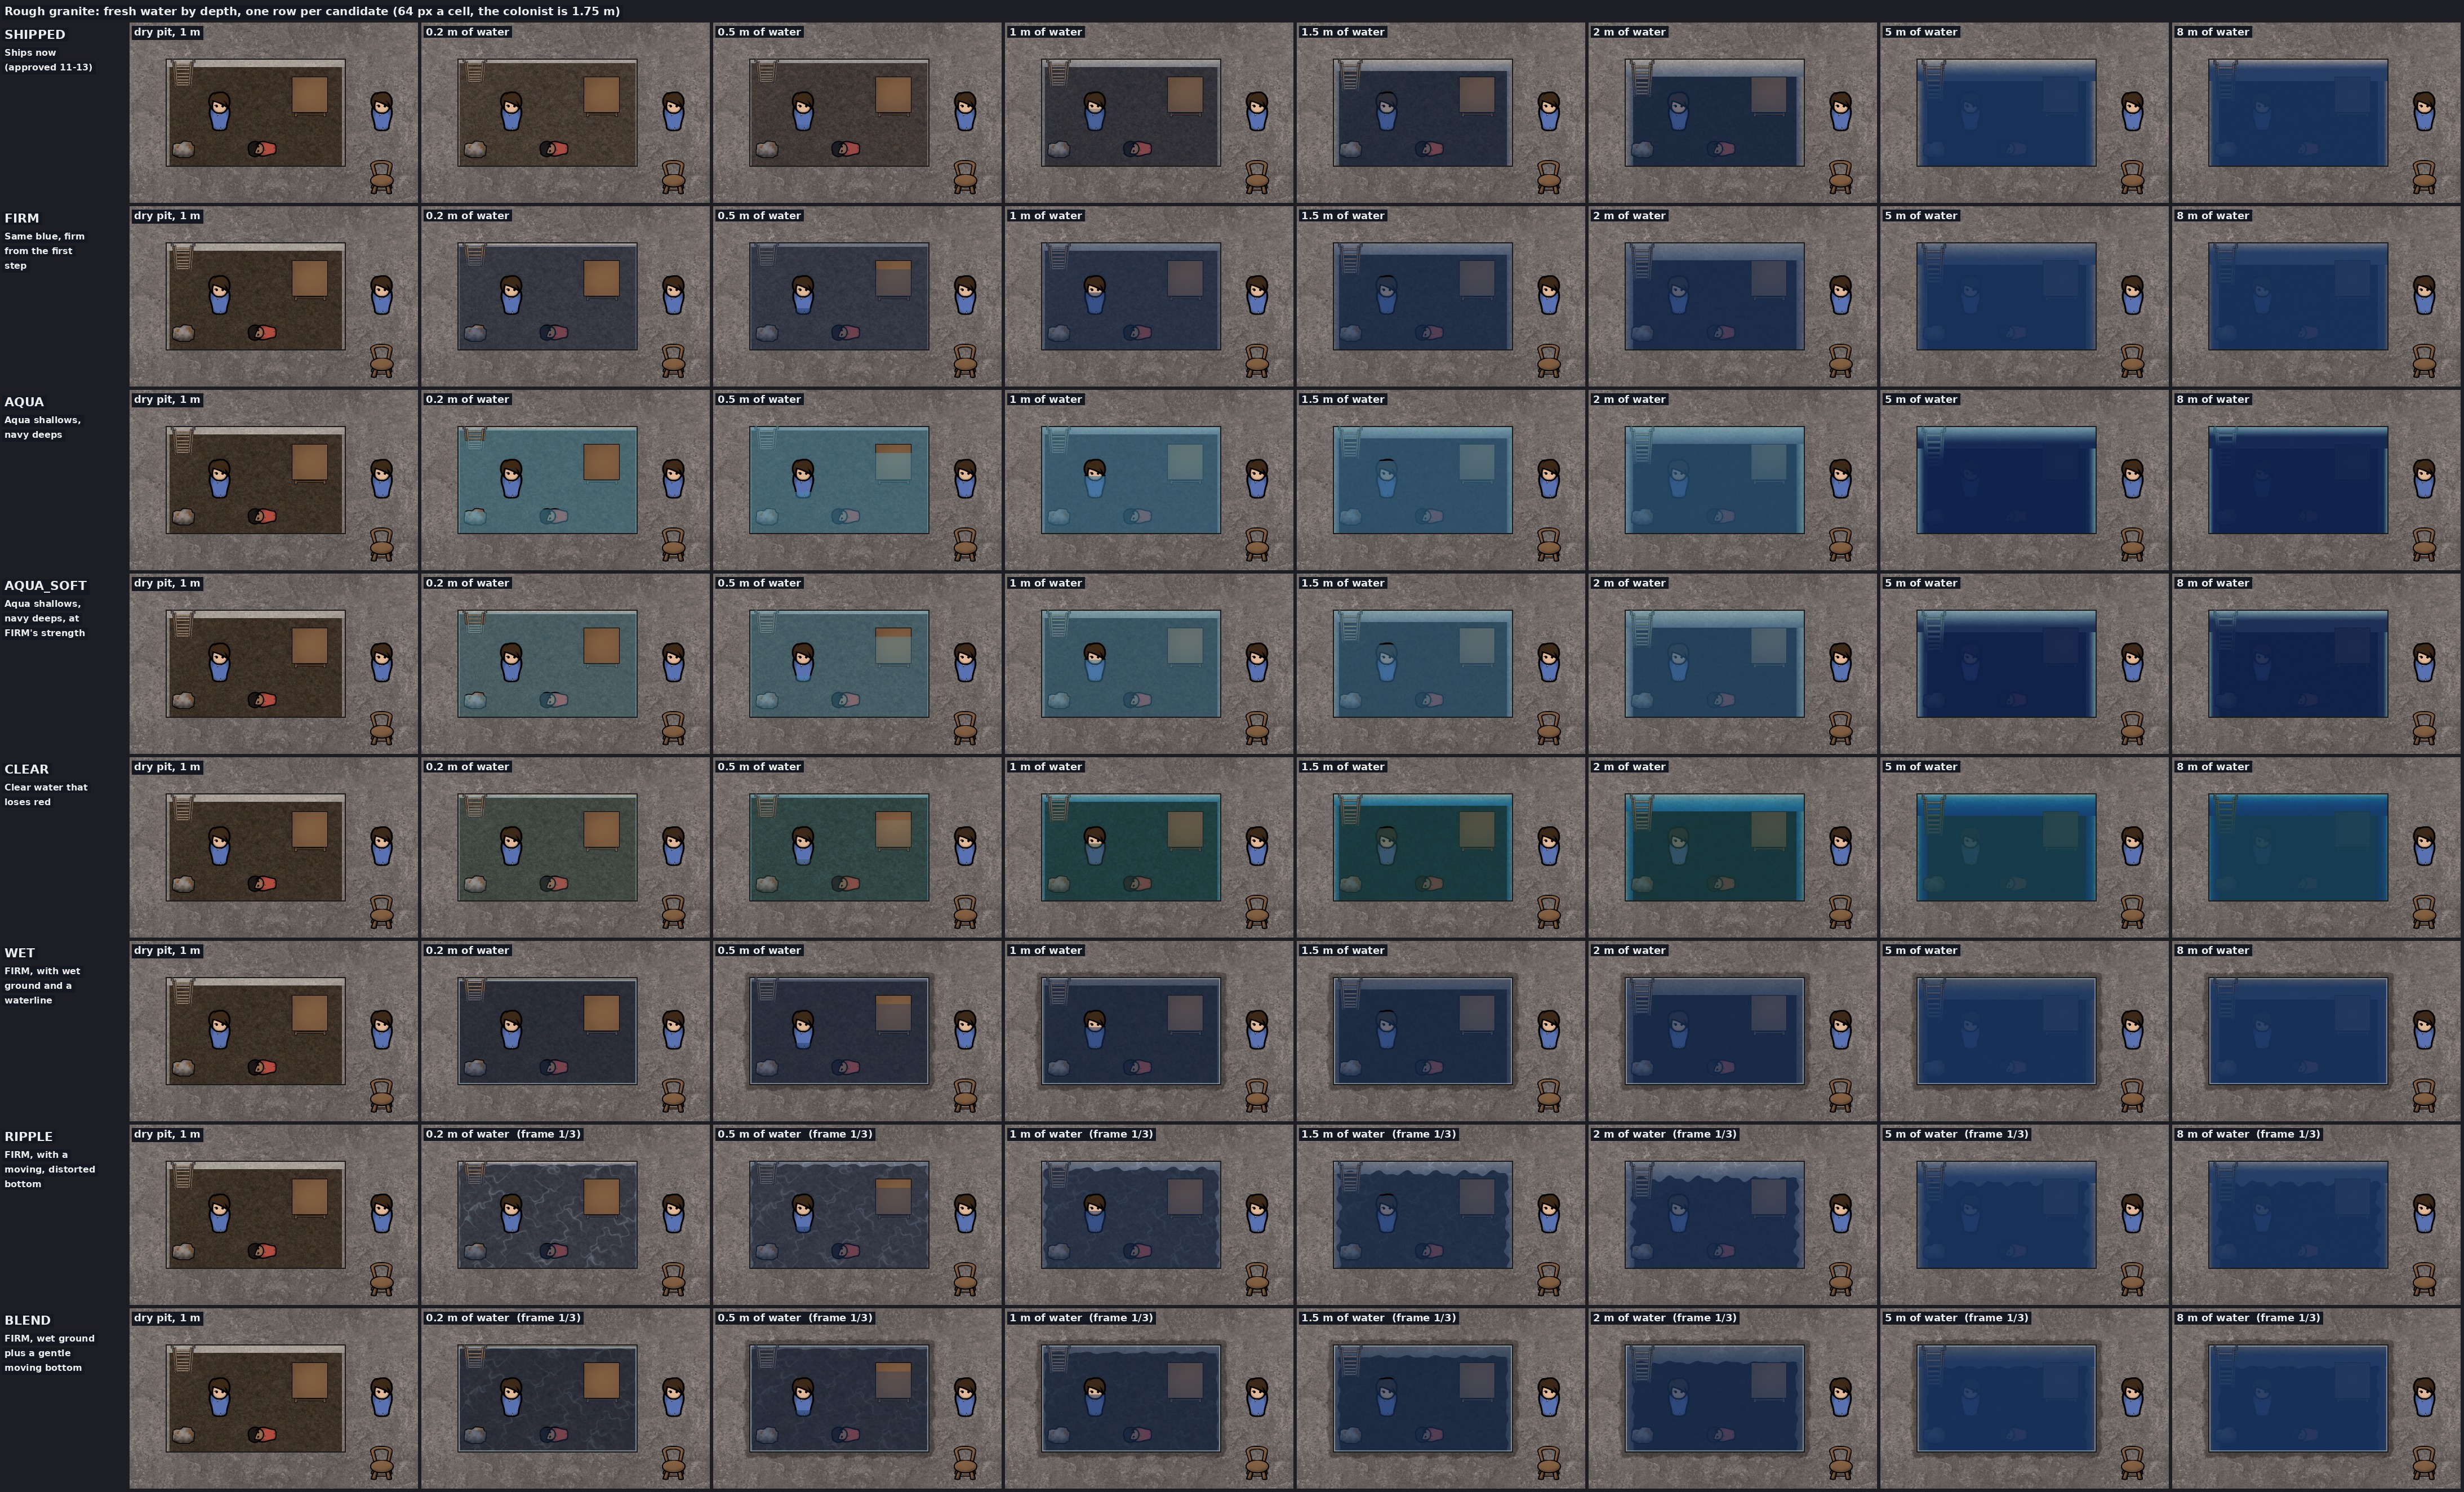 Rough granite: fresh water by depth, one row per candidate (64 px a cell, the colonist is 1.75 m)
SHIPPED
Ships now
(approved 11-13)
dry pit, 1 m
0.2 m of water
0.5 m of water
1 m of water
1.5 m of water
2 m of water
5 m of water
8 m of water
FIRM
Same blue, firm
from the first
step
dry pit, 1 m
0.2 m of water
0.5 m of water
1 m of water
1.5 m of water
2 m of water
5 m of water
8 m of water
AQUA
Aqua shallows,
navy deeps
dry pit, 1 m
0.2 m of water
0.5 m of water
1 m of water
1.5 m of water
2 m of water
5 m of water
8 m of water
AQUA_SOFT
Aqua shallows,
navy deeps, at
FIRM's strength
dry pit, 1 m
0.2 m of water
0.5 m of water
1 m of water
1.5 m of water
2 m of water
5 m of water
8 m of water
CLEAR
Clear water that
loses red
dry pit, 1 m
0.2 m of water
0.5 m of water
1 m of water
1.5 m of water
2 m of water
5 m of water
8 m of water
WET
FIRM, with wet
ground and a
waterline
dry pit, 1 m
0.2 m of water
0.5 m of water
1 m of water
1.5 m of water
2 m of water
5 m of water
8 m of water
RIPPLE
FIRM, with a
moving, distorted
bottom
dry pit, 1 m
0.2 m of water (frame 1/3)
0.5 m of water (frame 1/3)
1 m of water (frame 1/3)
1.5 m of water (frame 1/3)
2 m of water (frame 1/3)
5 m of water (frame 1/3)
8 m of water (frame 1/3)
BLEND
FIRM, wet ground
plus a gentle
moving bottom
dry pit, 1 m
0.2 m of water (frame 1/3)
0.5 m of water (frame 1/3)
1 m of water (frame 1/3)
1.5 m of water (frame 1/3)
2 m of water (frame 1/3)
5 m of water (frame 1/3)
8 m of water (frame 1/3)